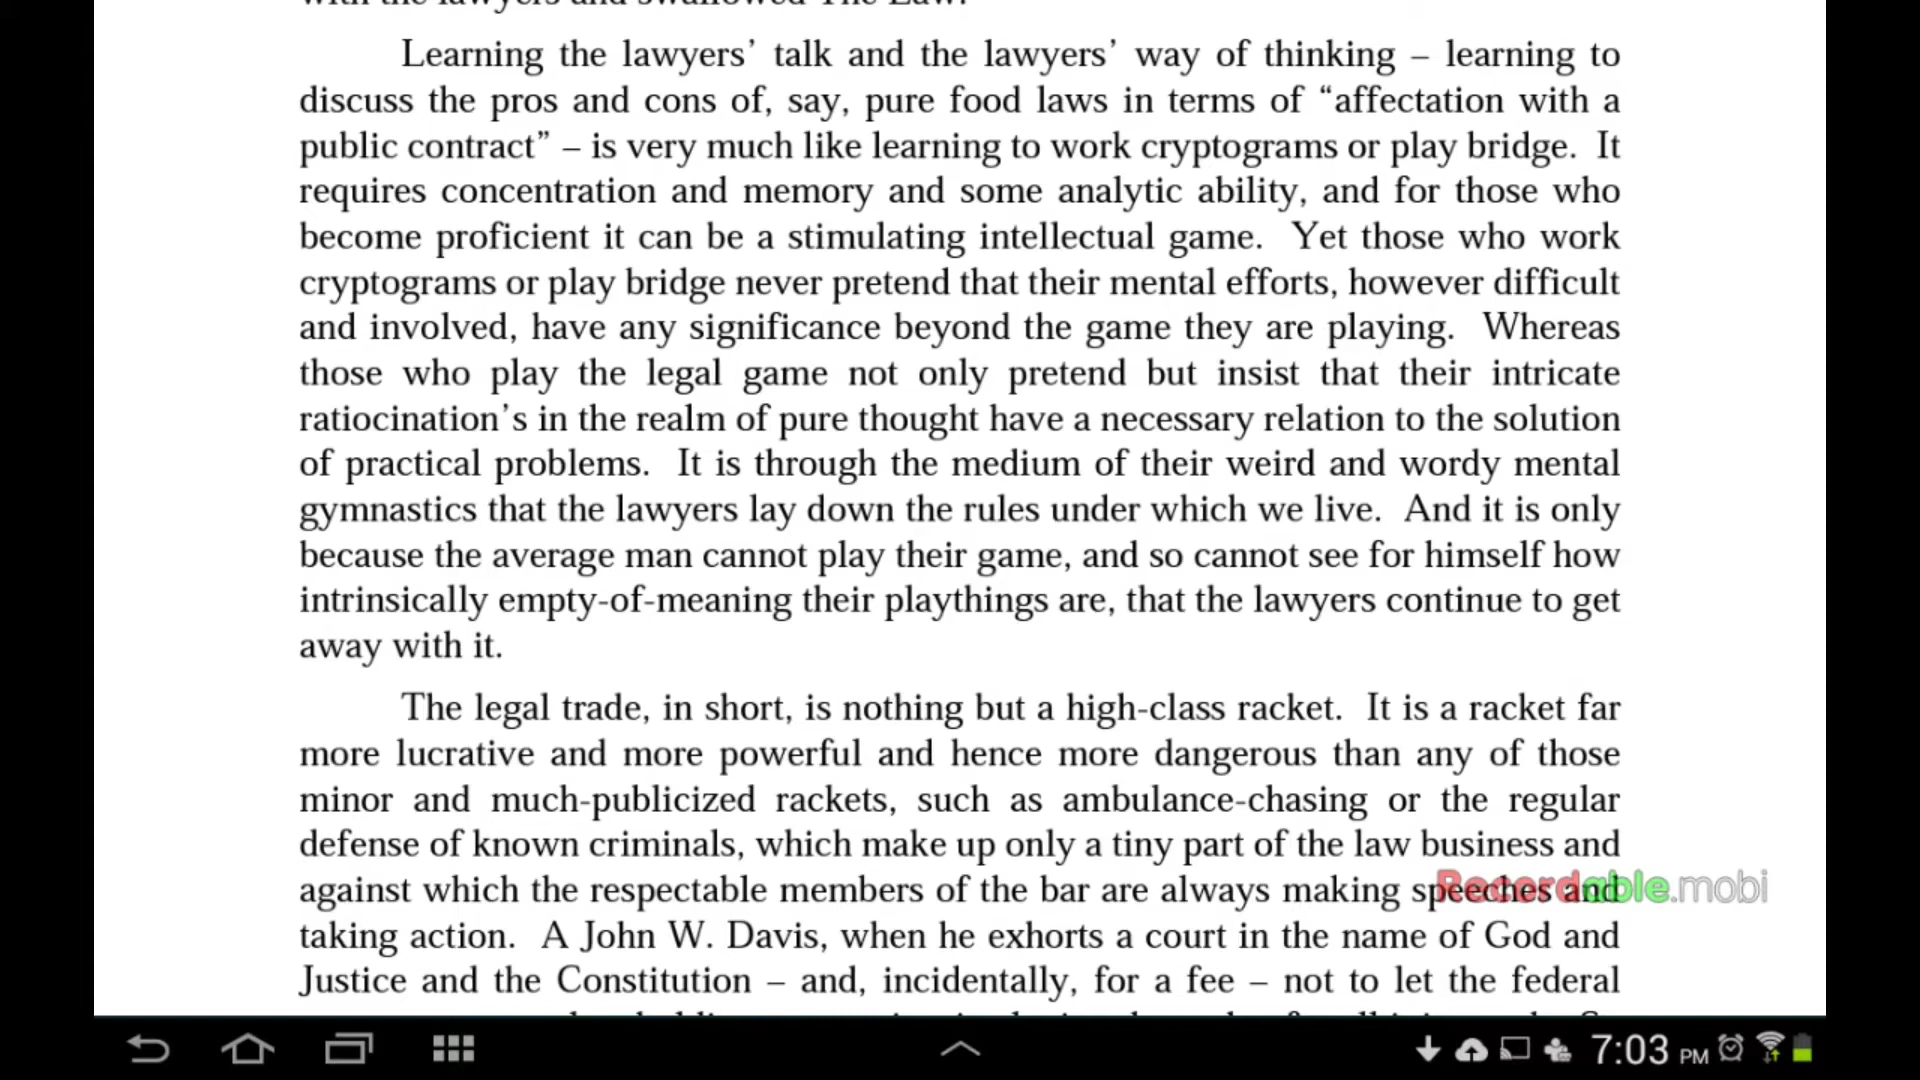 with the lawyers and swallowed The Law.
Learning the lawyers’ talk and the lawyers’ way of thinking – learning to
discuss the pros and cons of, say, pure food laws in terms of “affectation with a
public contract” – is very much like learning to work cryptograms or play bridge. It
requires concentration and memory and some analytic ability, and for those who
become proficient it can be a stimulating intellectual game. Yet those who work
cryptograms or play bridge never pretend that their mental efforts, however difficult
and involved, have any significance beyond the game they are playing. Whereas
those who play the legal game not only pretend but insist that their intricate
ratiocination’s in the realm of pure thought have a necessary relation to the solution
of practical problems. It is through the medium of their weird and wordy mental
gymnastics that the lawyers lay down the rules under which we live. And it is only
because the average man cannot play their game, and so cannot see for himself how
intrinsically empty-of-meaning their playthings are, that the lawyers continue to get
away with it.
The legal trade, in short, is nothing but a high-class racket. It is a racket far
more lucrative and more powerful and hence more dangerous than any of those
minor and much-publicized rackets, such as ambulance-chasing or the regular
defense of known criminals, which make up only a tiny part of the law business and
against which the respectable members of the bar are always making speeches and
Recordable.mobi
taking action. A John W. Davis, when he exhorts a court in the name of God and
Justice and the Constitution – and, incidentally, for a fee – not to let the federal
7:03 PM